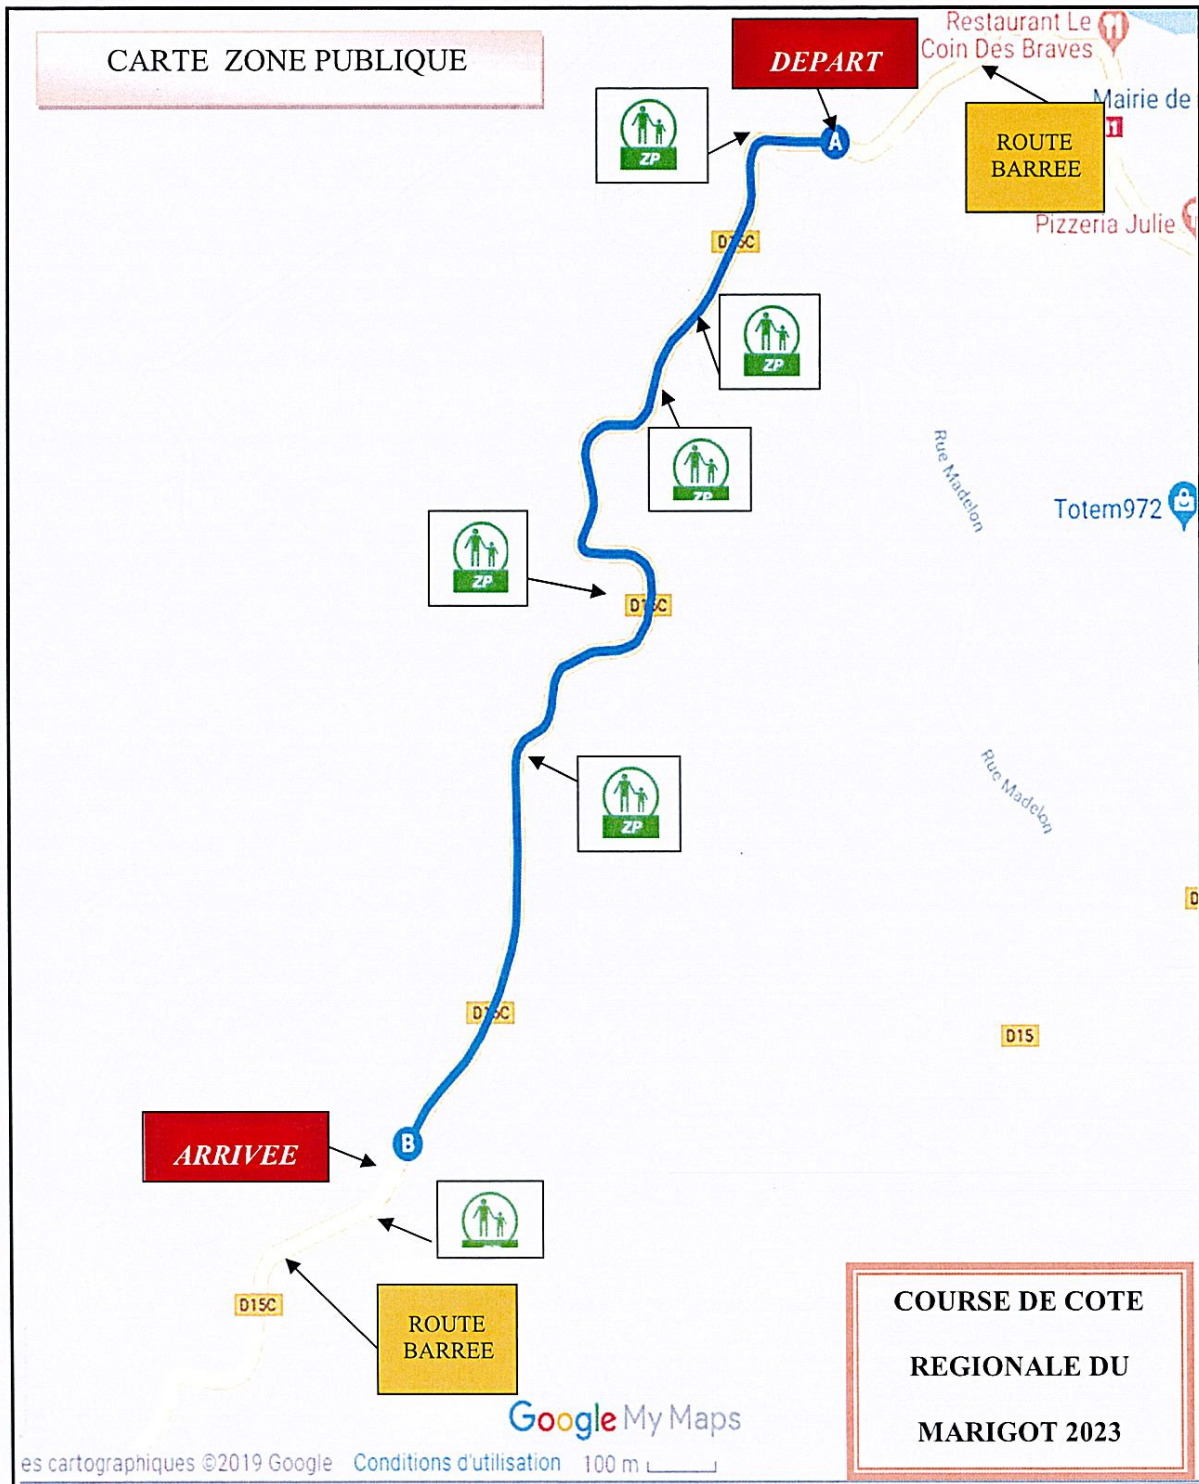 CARTE ZONE PUBLIQUE
DEPART
Restaurant Le
Coin Des Braves
Mairie de
ROUTE
BARREE
A
ZP
Pizzeria Julie
D15C
ZP
ZP
Rue Madelon
Totem972
ZP
D15C
Rue Madelon
ZP
D15C
D15
ARRIVEE
B
D15C
ROUTE
BARREE
COURSE DE COTE
REGIONALE DU
MARIGOT 2023
Google My Maps
es cartographiques ©2019 Google Conditions d'utilisation 100 m